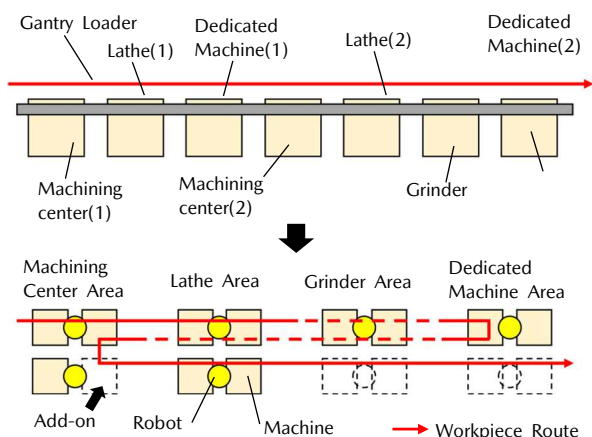 Gantry Loader
Lathe(1)
Dedicated
Machine(1)
Lathe(2)
Dedicated
Machine(2)
Machining
center(1)
Machining
center(2)
Grinder
Machining
Center Area
Lathe Area
Grinder Area
Dedicated
Machine Area
Add-on
Robot
Machine
Workpiece Route